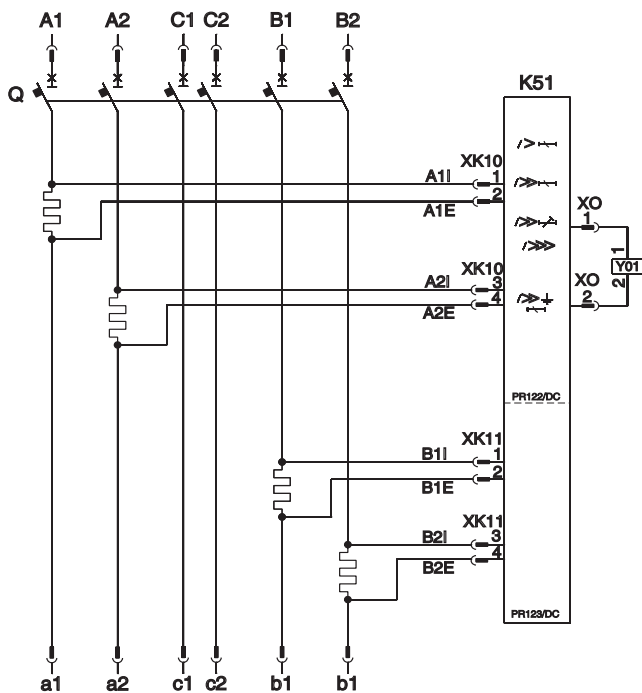 A1 A2 C1 C2 B1 B2
Q
K51
XK10
A1I 1
2
A1E
XO
1
1
Y01
2
XO
2
XK10
A2I 3
4
A2E
PR122/DC
XK11
B1I 1
2
B1E
XK11
B2I 3
4
B2E
PR123/DC
a1 a2 c1 c2 b1 b1